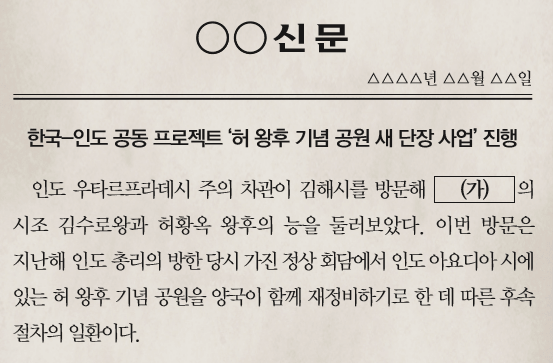 ○○신문
△△△△년 △△월 △△일
한국-인도 공동 프로젝트 ‘허 왕후 기념 공원 새 단장 사업’ 진행
인도 우타르프라데시 주의 차관이 김해시를 방문해 (가) 의
시조 김수로왕과 허황옥 왕후의 능을 둘러보았다. 이번 방문은
지난해 인도 총리의 방한 당시 가진 정상 회담에서 인도 아요디아 시에
있는 허 왕후 기념 공원을 양국이 함께 재정비하기로 한 데 따른 후속
절차의 일환이다.